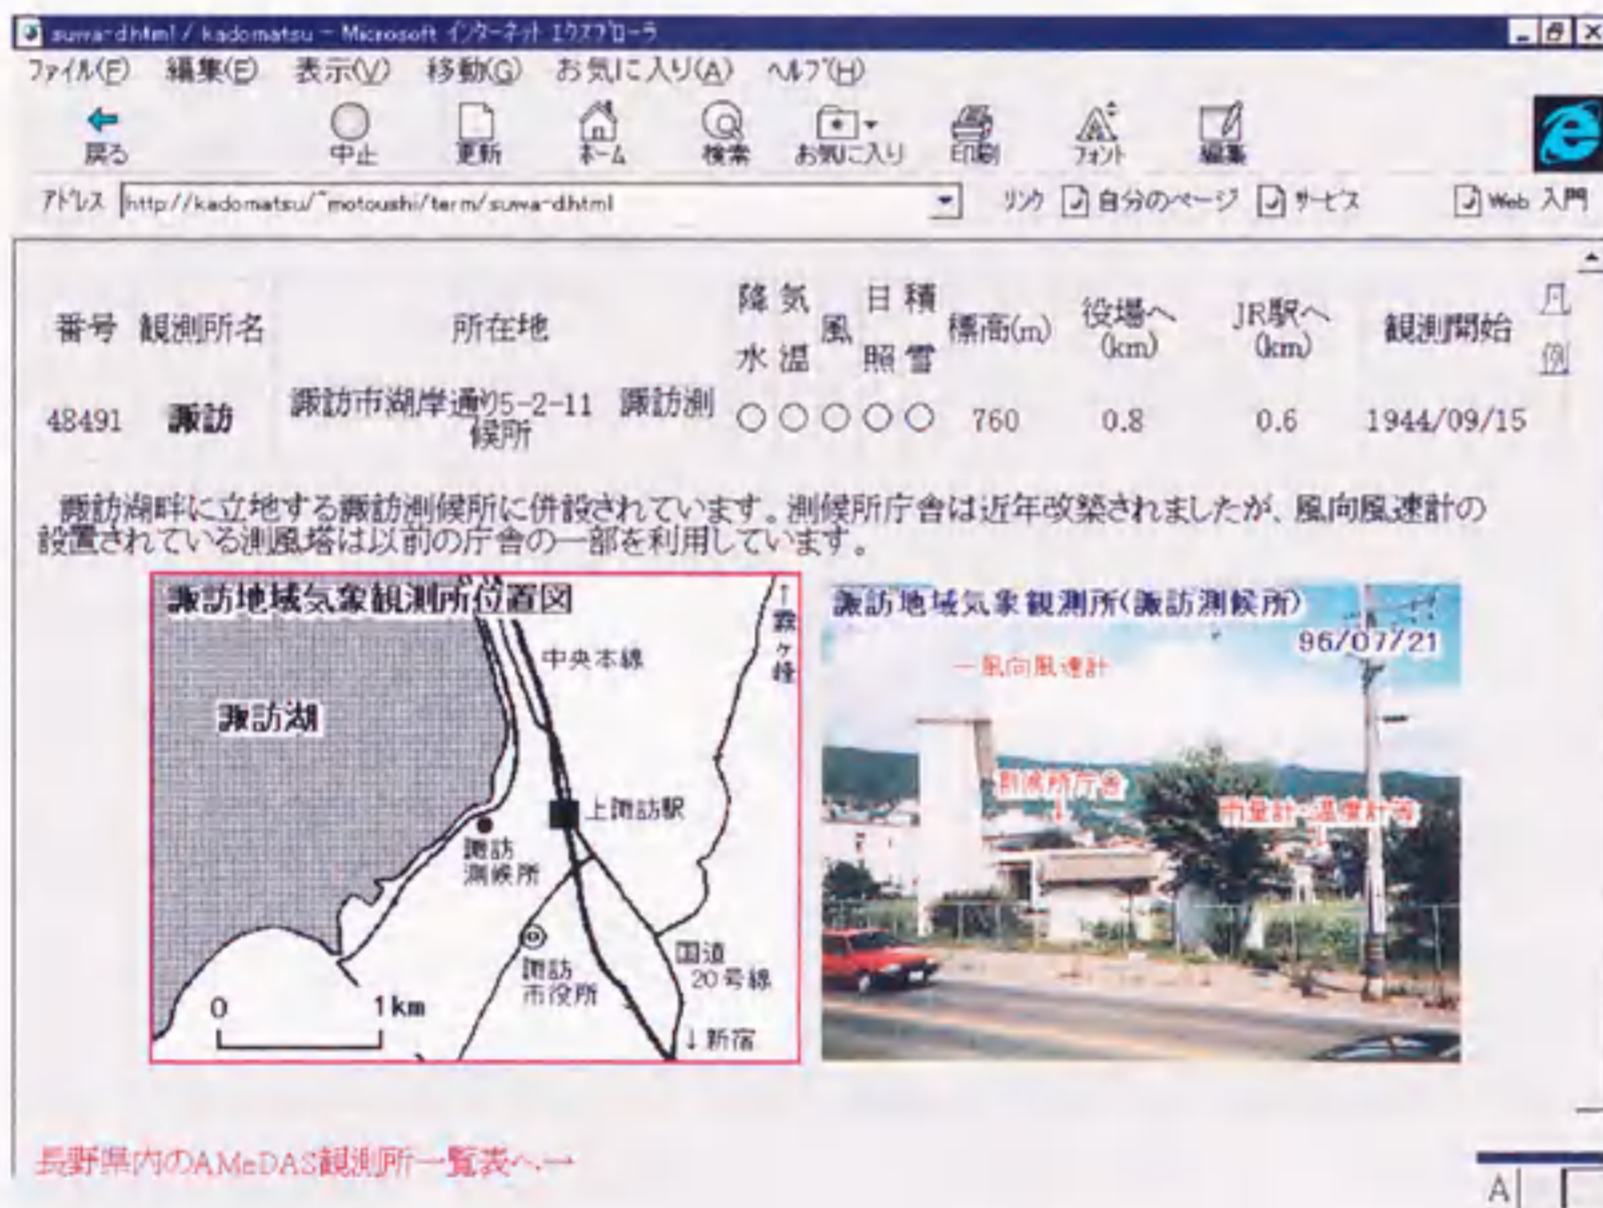 suwa-d.html / kadomatsu - Microsoft インターネット エクスプローラ
ファイル(F) 編集(E) 表示(V) 移動(G) お気に入り(A) ヘルプ(H)
戻る 中止 更新 ホーム 検索 お気に入り 印刷 フォント 編集
アドレス http://kadomatsu/~motoushi/term/suwa-d.html リンク 自分のページ サービス Web 入門
番号 観測所名 所在地 降水 気温 風 日照 積雪 標高(m) 役場へ(km) JR駅へ(km) 観測開始 凡例
48491 諏訪 諏訪市湖岸通り5-2-11 諏訪測候所 ○ ○ ○ ○ ○ 760 0.8 0.6 1944/09/15
諏訪湖畔に立地する諏訪測候所に併設されています。測候所庁舎は近年改築されましたが、風向風速計の
設置されている測風塔は以前の庁舎の一部を利用しています。
諏訪地域気象観測所位置図
↑霧ヶ峰
中央本線
諏訪湖
上諏訪駅
諏訪
測候所
諏訪
市役所
国道
20号線
0 1km
↓新宿
諏訪地域気象観測所(諏訪測候所)
96/07/21
－風向風速計
測候所庁舎
↓
雨量計・温度計等
↓
長野県内のAMeDAS観測所一覧表へ→
A